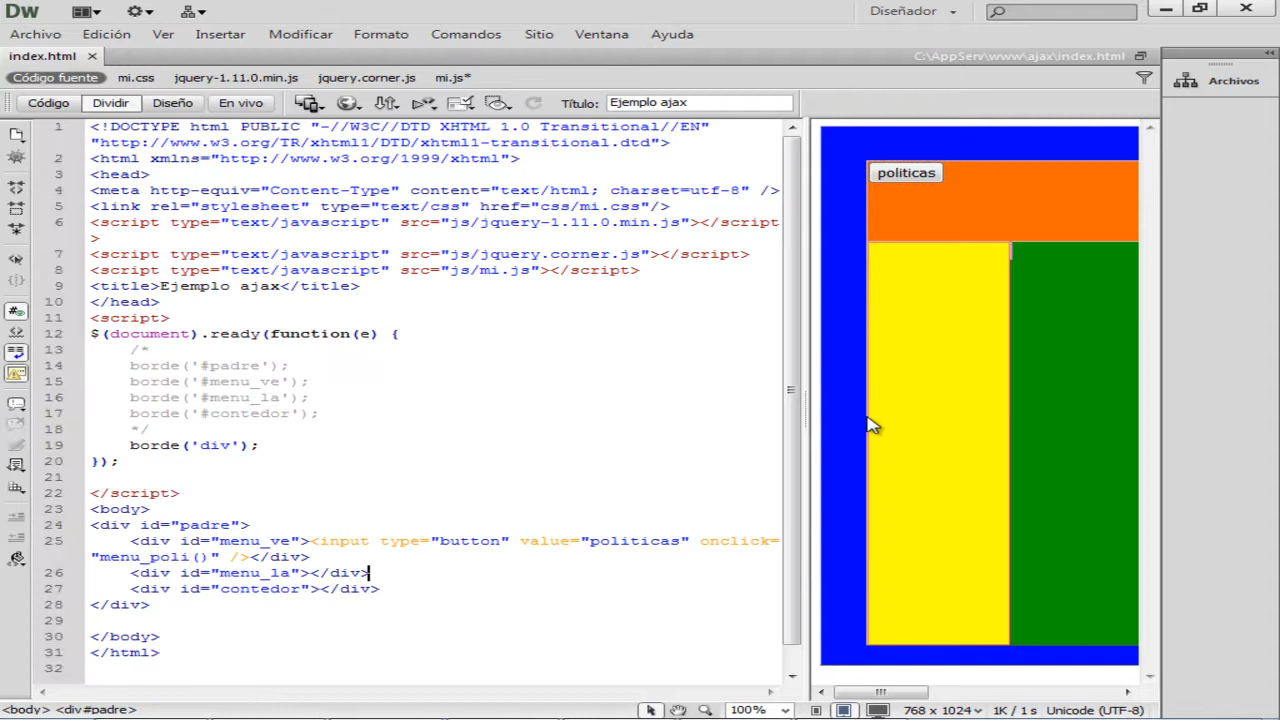 Dw
Diseñador
Archivo Edición Ver Insertar Modificar Formato Comandos Sitio Ventana Ayuda
index.html
C:\AppServ\www\ajax\index.html
Código fuente mi.css jquery-1.11.0.min.js jquery.corner.js mi.js*
Archivos
Código Dividir Diseño En vivo Título: Ejemplo ajax
1 <!DOCTYPE html PUBLIC "-//W3C//DTD XHTML 1.0 Transitional//EN"
"http://www.w3.org/TR/xhtml1/DTD/xhtml1-transitional.dtd">
2 <html xmlns="http://www.w3.org/1999/xhtml">
3 <head>
4 <meta http-equiv="Content-Type" content="text/html; charset=utf-8" />
5 <link rel="stylesheet" type="text/css" href="css/mi.css"/>
6 <script type="text/javascript" src="js/jquery-1.11.0.min.js"></script
>
7 <script type="text/javascript" src="js/jquery.corner.js"></script>
8 <script type="text/javascript" src="js/mi.js"></script>
9 <title>Ejemplo ajax</title>
10 </head>
11 <script>
12 $(document).ready(function(e) {
13 /*
14 borde('#padre');
15 borde('#menu_ve');
16 borde('#menu_la');
17 borde('#contedor');
18 */
19 borde('div');
20 });
21
22 </script>
23 <body>
24 <div id="padre">
25 <div id="menu_ve"><input type="button" value="politicas" onclick=
"menu_poli()" /></div>
26 <div id="menu_la"></div>
27 <div id="contedor"></div>
28 </div>
29
30 </body>
31 </html>
32
politicas
<body> <div#padre>
100% 768 x 1024 1K / 1 s Unicode (UTF-8)